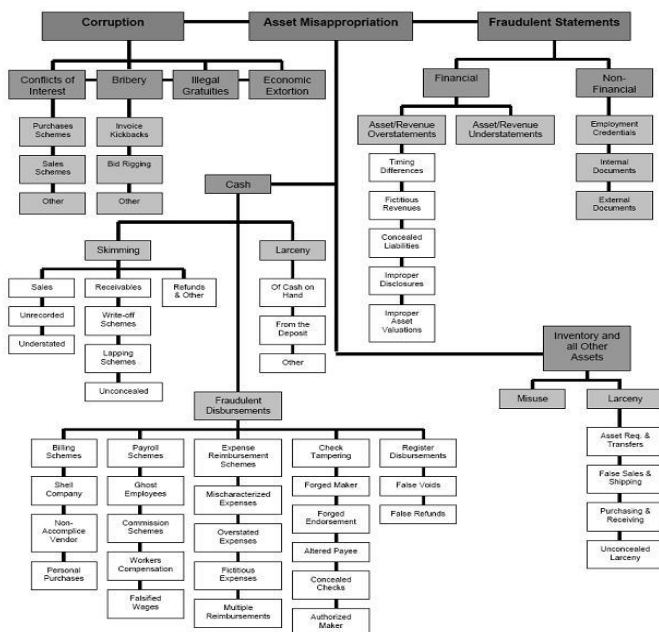 Corruption
Asset Misappropriation
Fraudulent Statements
Conflicts of
Interest
Bribery
Illegal
Gratuities
Economic
Extortion
Financial
Non-
Financial
Purchases
Schemes
Sales
Schemes
Other
Invoice
Kickbacks
Bid Rigging
Other
Asset/Revenue
Overstatements
Asset/Revenue
Understatements
Timing
Differences
Fictitious
Revenues
Concealed
Liabilities
Improper
Disclosures
Improper
Asset
Valuations
Employment
Credentials
Internal
Documents
External
Documents
Cash
Skimming
Larceny
Sales
Unrecorded
Understated
Receivables
Write-off
Schemes
Lapping
Schemes
Unconcealed
Refunds
& Other
Of Cash on
Hand
From the
Deposit
Other
Inventory and
all Other
Assets
Misuse
Larceny
Asset Req. &
Transfers
False Sales &
Shipping
Purchasing &
Receiving
Unconcealed
Larceny
Fraudulent
Disbursements
Billing
Schemes
Shell
Company
Non-
Accomplice
Vendor
Personal
Purchases
Payroll
Schemes
Ghost
Employees
Commission
Schemes
Workers
Compensation
Falsified
Wages
Expense
Reimbursement
Schemes
Mischaracterized
Expenses
Overstated
Expenses
Fictitious
Expenses
Multiple
Reimbursements
Check
Tampering
Forged
Maker
Forged
Endorsement
Altered Payee
Concealed
Checks
Authorized
Maker
Register
Disbursements
False Voids
False Refunds